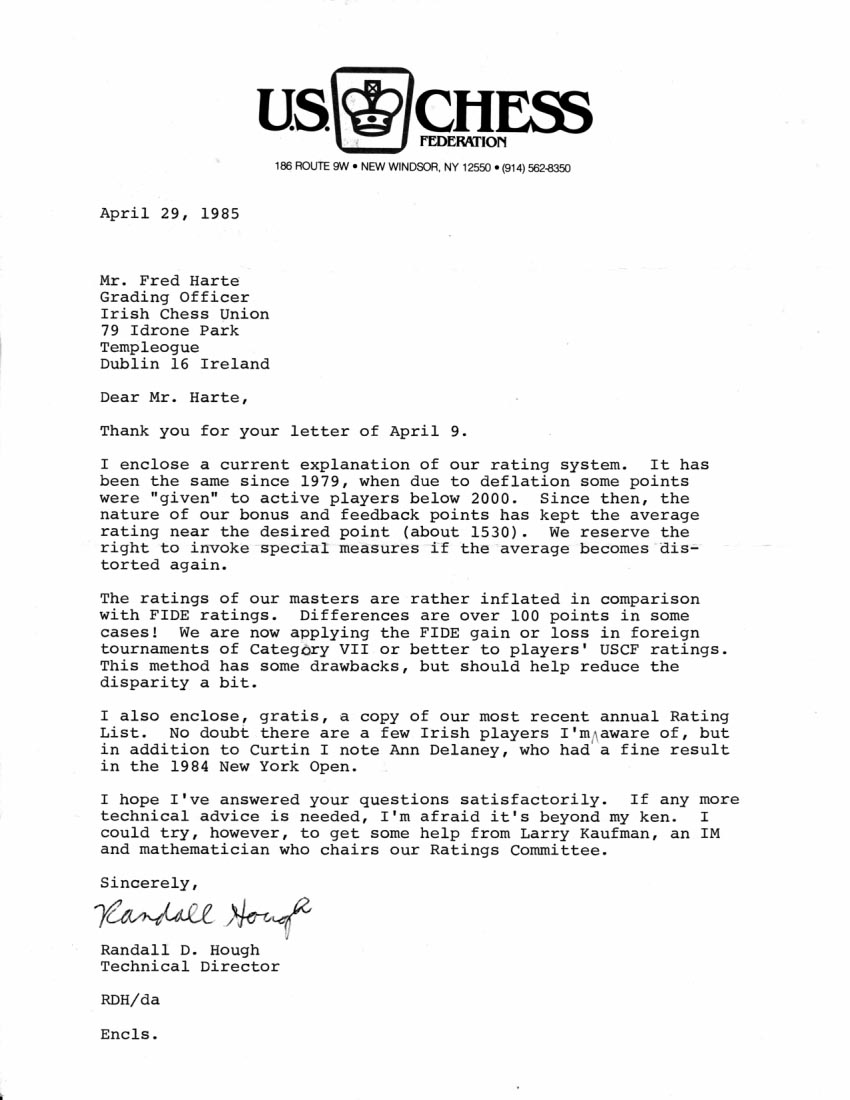 U.S. CHESS
FEDERATION
186 ROUTE 9W • NEW WINDSOR, NY 12550 • (914) 562-8350
April 29, 1985
Mr. Fred Harte
Grading Officer
Irish Chess Union
79 Idrone Park
Templeogue
Dublin 16 Ireland
Dear Mr. Harte,
Thank you for your letter of April 9.
I enclose a current explanation of our rating system.  It has
been the same since 1979, when due to deflation some points
were "given" to active players below 2000.  Since then, the
nature of our bonus and feedback points has kept the average
rating near the desired point (about 1530).  We reserve the
right to invoke special measures if the average becomes dis-
torted again.
The ratings of our masters are rather inflated in comparison
with FIDE ratings.  Differences are over 100 points in some
cases!  We are now applying the FIDE gain or loss in foreign
tournaments of Category VII or better to players' USCF ratings.
This method has some drawbacks, but should help reduce the
disparity a bit.
I also enclose, gratis, a copy of our most recent annual Rating
List.  No doubt there are a few Irish players I'm aware of, but
in addition to Curtin I note Ann Delaney, who had a fine result
in the 1984 New York Open.
I hope I've answered your questions satisfactorily.  If any more
technical advice is needed, I'm afraid it's beyond my ken.  I
could try, however, to get some help from Larry Kaufman, an IM
and mathematician who chairs our Ratings Committee.
Sincerely,
Randall Hough
Randall D. Hough
Technical Director
RDH/da
Encls.